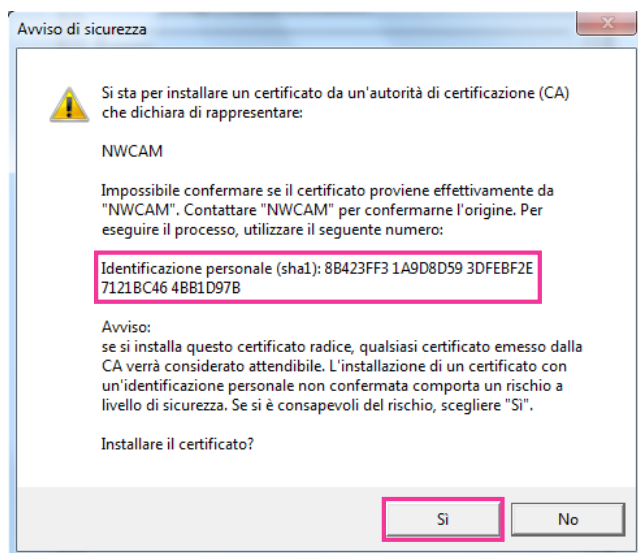 Avviso di sicurezza
Si sta per installare un certificato da un'autorità di certificazione (CA)
che dichiara di rappresentare:
NWCAM
Impossibile confermare se il certificato proviene effettivamente da
"NWCAM". Contattare "NWCAM" per confermarne l'origine. Per
eseguire il processo, utilizzare il seguente numero:
Identificazione personale (sha1): 8B423FF3 1A9D8D59 3DFEBF2E
7121BC46 4BB1D97B
Avviso:
se si installa questo certificato radice, qualsiasi certificato emesso dalla
CA verrà considerato attendibile. L'installazione di un certificato con
un'identificazione personale non confermata comporta un rischio a
livello di sicurezza. Se si è consapevoli del rischio, scegliere "Sì".
Installare il certificato?
Sì
No